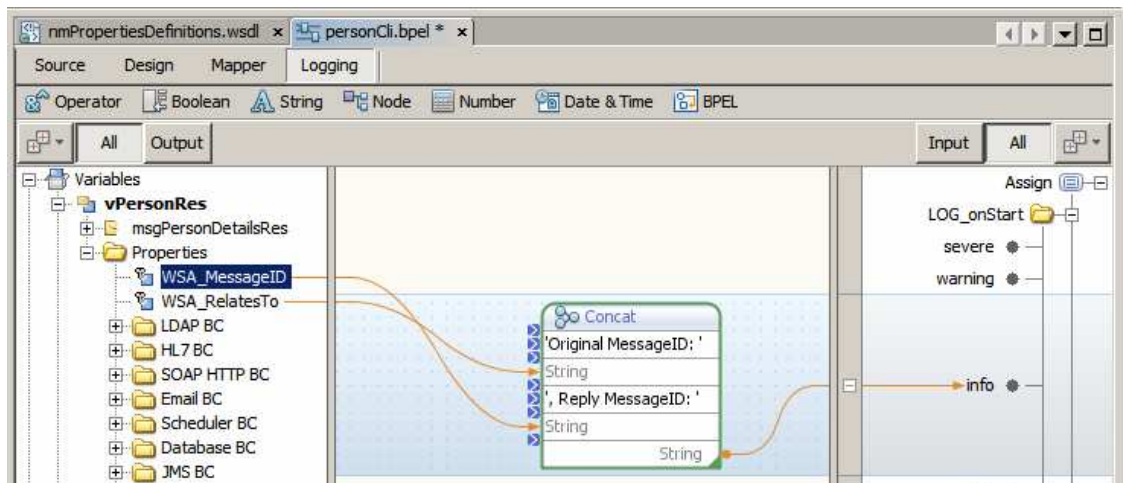 nmPropertiesDefinitions.wsdl x personCli.bpel * x
Source Design Mapper Logging
Operator Boolean String Node Number Date & Time BPEL
All Output Input All
Variables
vPersonRes
msgPersonDetailsRes
Properties
WSA_MessageID
WSA_RelatesTo
LDAP BC
HL7 BC
SOAP HTTP BC
Email BC
Scheduler BC
Database BC
JMS BC
Concat
'Original MessageID: '
String
', Reply MessageID: '
String
String
Assign
LOG_onStart
severe
warning
info